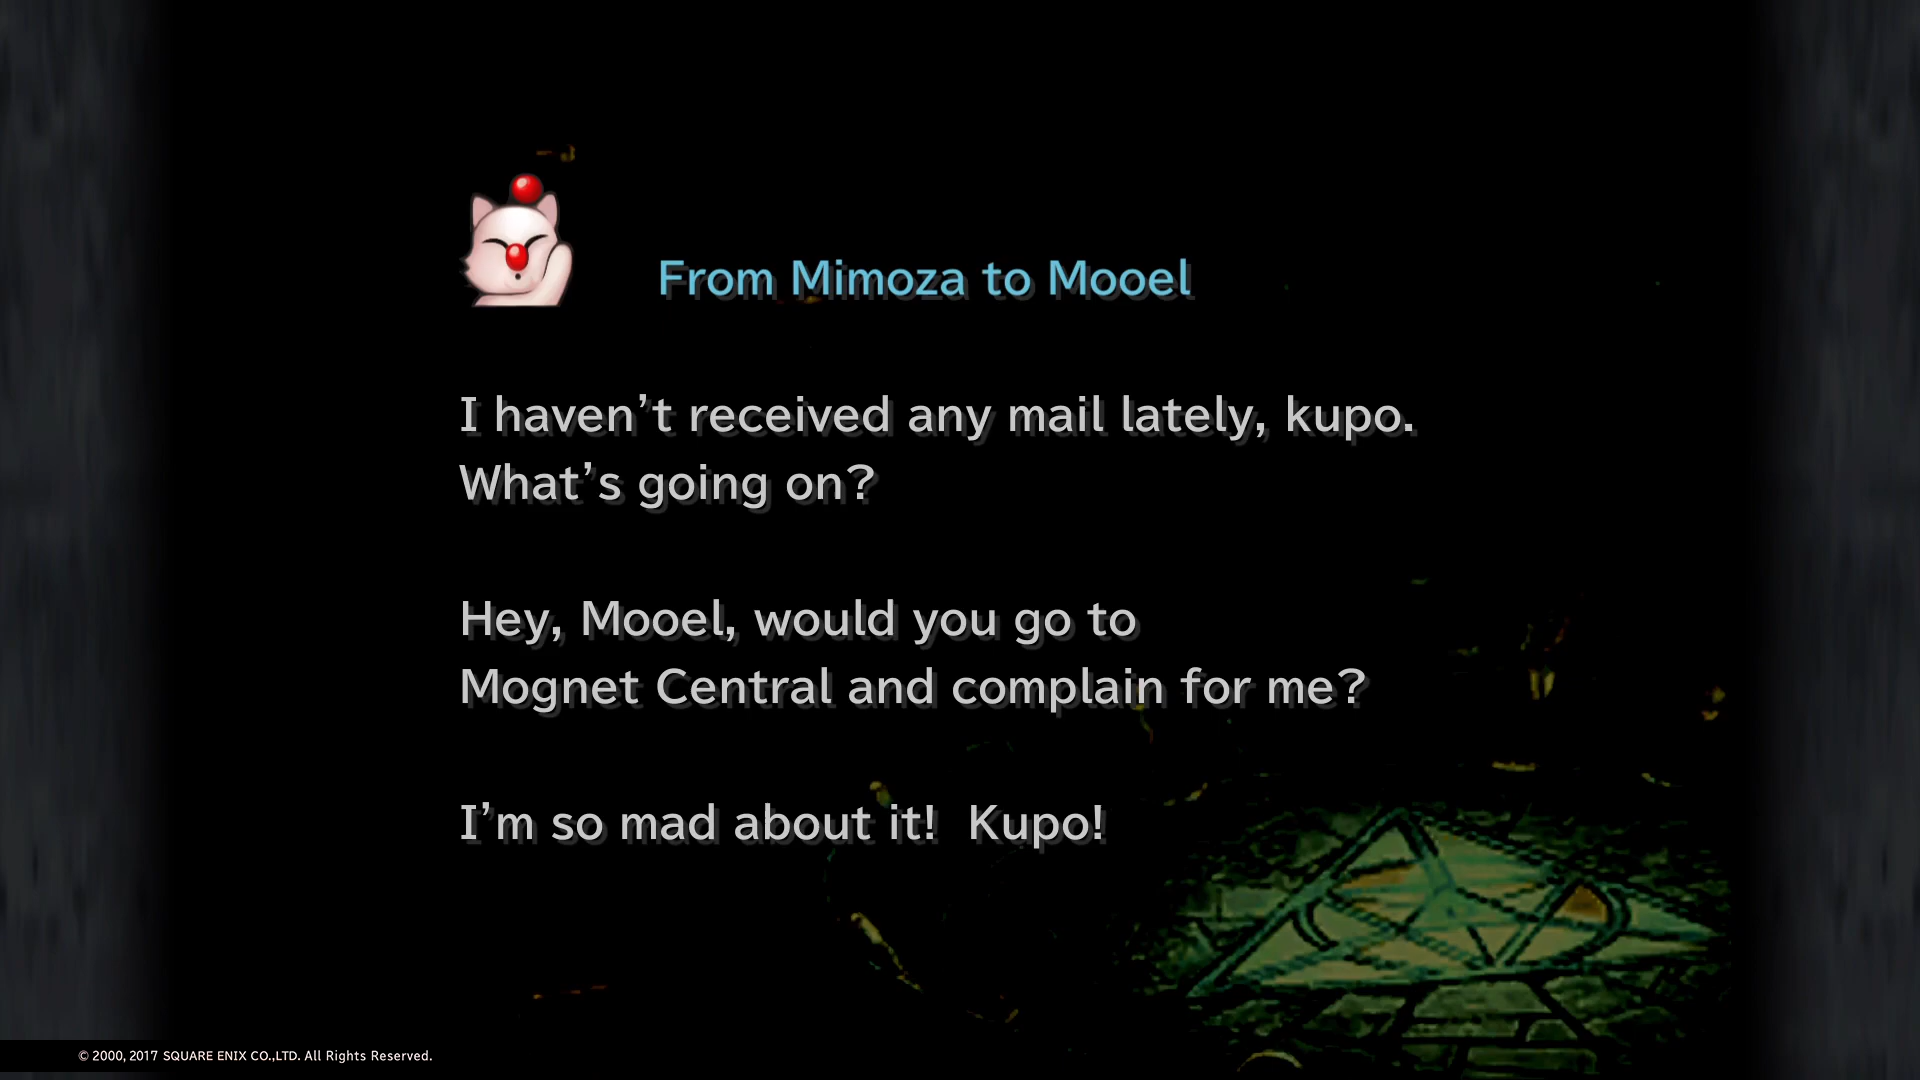 From Mimoza to Mooel
I haven't received any mail lately, kupo.
What's going on?
Hey, Mooel, would you go to
Mognet Central and complain for me?
I'm so mad about it!  Kupo!
© 2000, 2017 SQUARE ENIX CO.,LTD. All Rights Reserved.